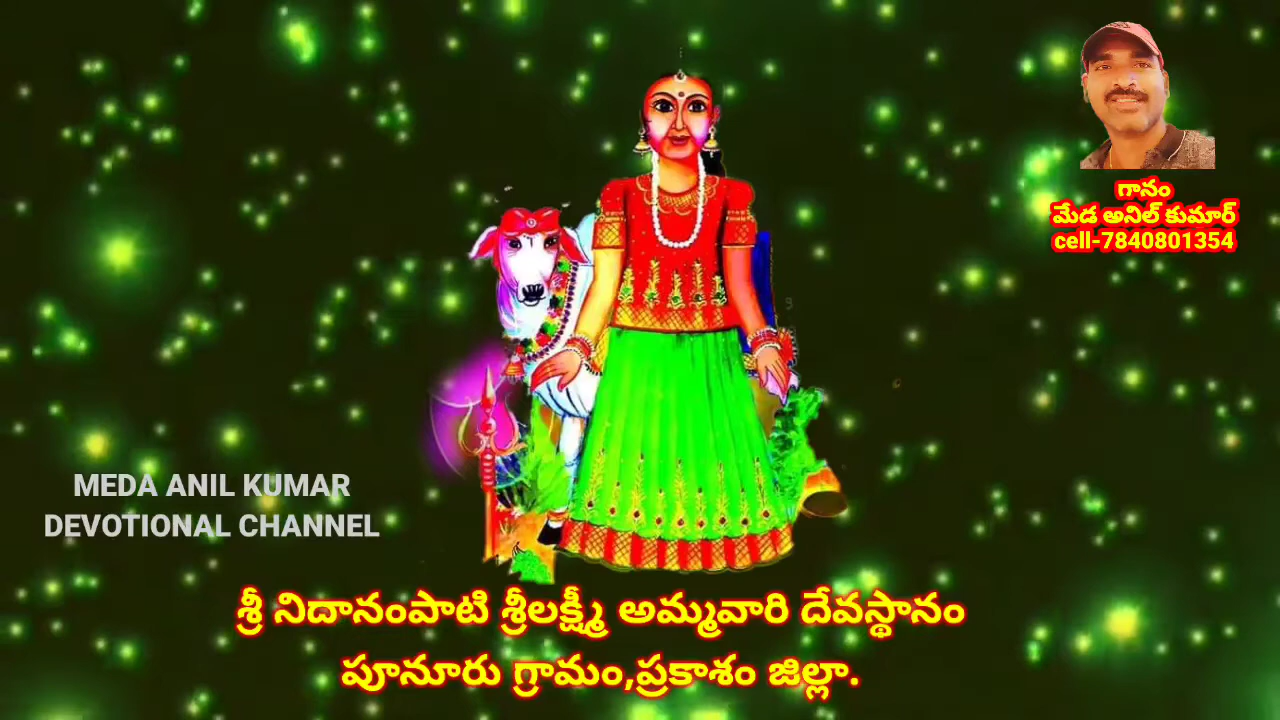 గానం
మేడ అనిల్ కుమార్
cell-7840801354
MEDA ANIL KUMAR
DEVOTIONAL CHANNEL
శ్రీ నిదానంపాటి శ్రీలక్ష్మీ అమ్మవారి దేవస్థానం
పూనూరు గ్రామం,ప్రకాశం జిల్లా.